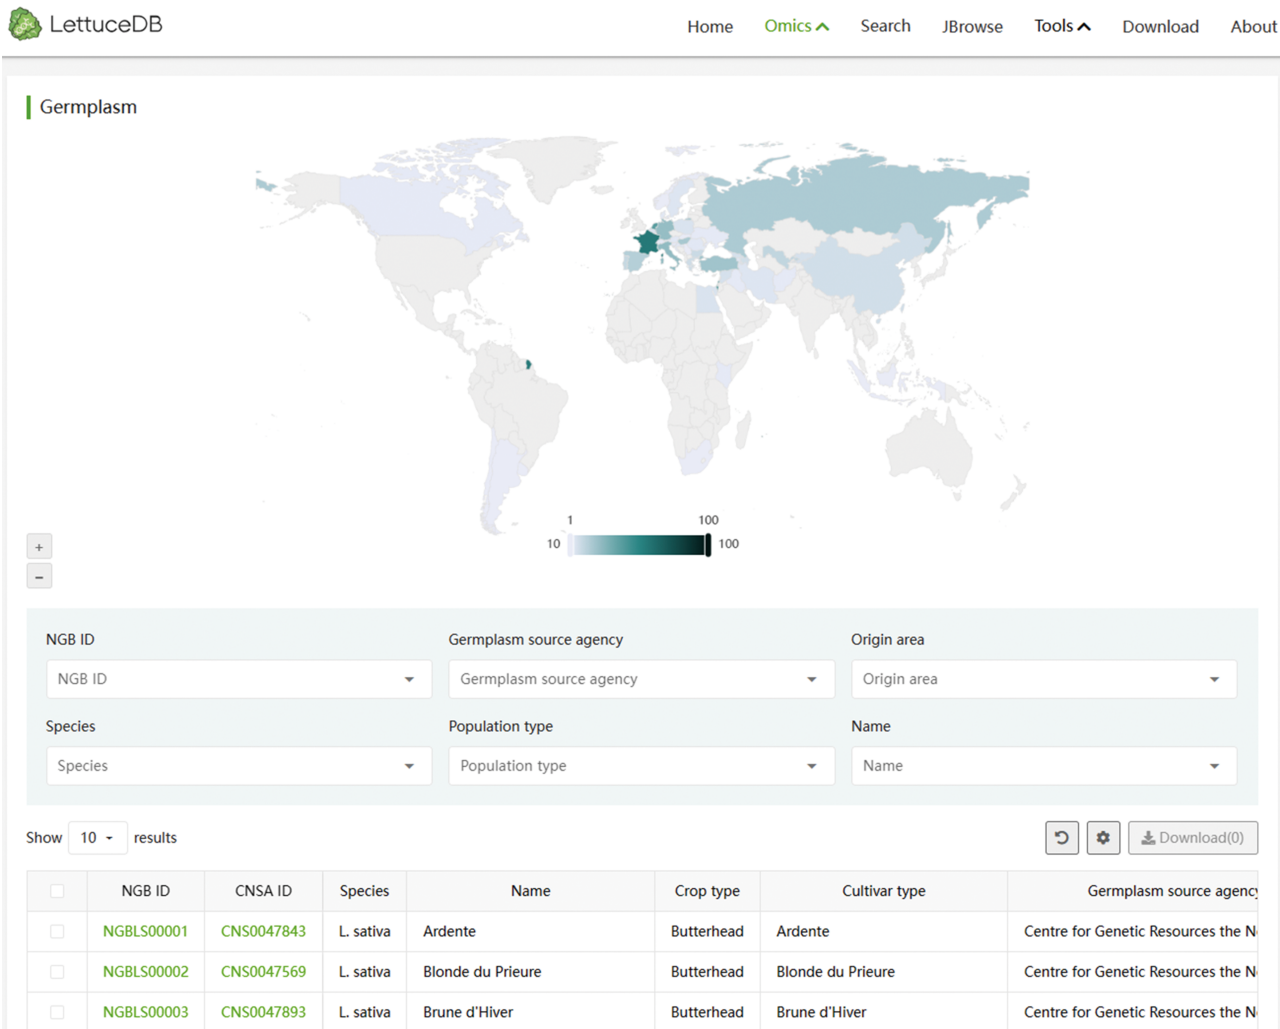 LettuceDB
Home Omics Search JBrowse Tools Download About
Germplasm
1 100
10 100
+
−
NGB ID Germplasm source agency Origin area
NGB ID Germplasm source agency Origin area
Species Population type Name
Species Population type Name
Show 10 results Download(0)
NGB ID CNSA ID Species Name Crop type Cultivar type Germplasm source agency
NGBLS00001 CNS0047843 L. sativa Ardente Butterhead Ardente Centre for Genetic Resources the N
NGBLS00002 CNS0047569 L. sativa Blonde du Prieure Butterhead Blonde du Prieure Centre for Genetic Resources the N
NGBLS00003 CNS0047893 L. sativa Brune d'Hiver Butterhead Brune d'Hiver Centre for Genetic Resources the N